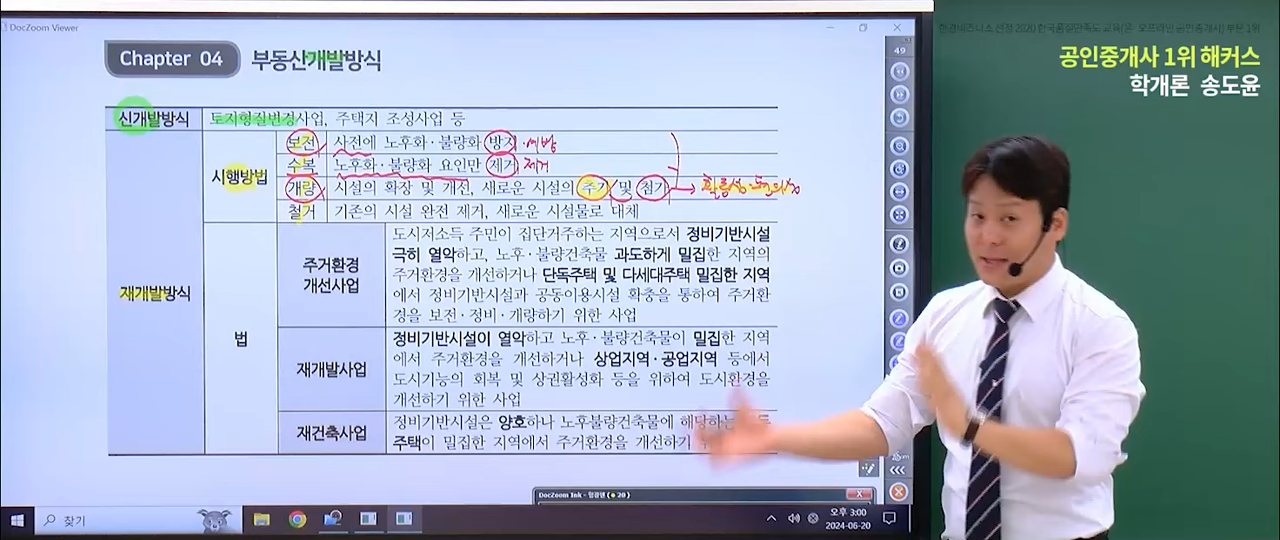 DocZoom Viewer
한경비즈니스 선정 2020 한국품질만족도 교육(온·오프라인 공인중개사) 부문 1위
공인중개사 1위 해커스
학개론 송도윤
49
Chapter 04 부동산개발방식
신개발방식 토지형질변경사업, 주택지 조성사업 등
재개발방식
시행방법
보전 사전에 노후화·불량화 방지 ·예방
수복 노후화·불량화 요인만 제거 제거
개량 시설의 확장 및 개선, 새로운 시설의 추가 및 첨가
철거 기존의 시설 완전 제거, 새로운 시설물로 대체
법
주거환경
개선사업
도시저소득 주민이 집단거주하는 지역으로서 정비기반시설
극히 열악하고, 노후·불량건축물 과도하게 밀집한 지역의
주거환경을 개선하거나 단독주택 및 다세대주택 밀집한 지역
에서 정비기반시설과 공동이용시설 확충을 통하여 주거환
경을 보전·정비·개량하기 위한 사업
재개발사업
정비기반시설이 열악하고 노후·불량건축물이 밀집한 지역
에서 주거환경을 개선하거나 상업지역·공업지역 등에서
도시기능의 회복 및 상권활성화 등을 위하여 도시환경을
개선하기 위한 사업
재건축사업
정비기반시설은 양호하나 노후불량건축물에 해당하는
주택이 밀집한 지역에서 주거환경을 개선하기
DocZoom Ink - 형광펜 ( 20 )
찾기
오후 3:00
2024-06-20